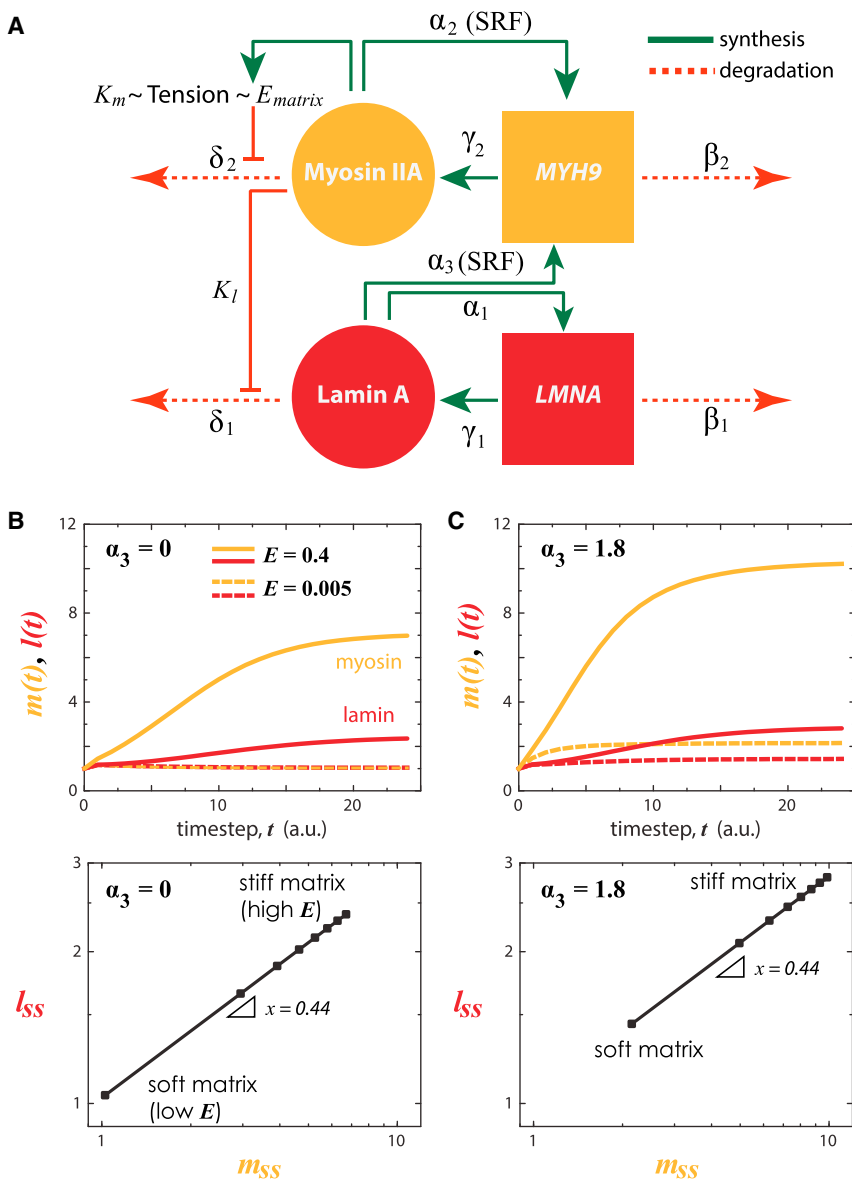 A
α2 (SRF)
synthesis
degradation
Km ~ Tension ~ Ematrix
δ2
Myosin IIA
γ2
MYH9
β2
α3 (SRF)
Kl
α1
δ1
Lamin A
γ1
LMNA
β1
B
C
12
α3 = 0
E = 0.4
E = 0.005
8
4
0
myosin
lamin
m(t), l(t)
0
10
20
timestep, t (a.u.)
12
α3 = 1.8
8
4
0
m(t), l(t)
0
10
20
timestep, t (a.u.)
3
α3 = 0
stiff matrix
(high E)
2
x = 0.44
lSS
soft matrix
(low E)
1
1
10
mSS
3
α3 = 1.8
stiff matrix
2
x = 0.44
lSS
soft matrix
1
1
10
mSS